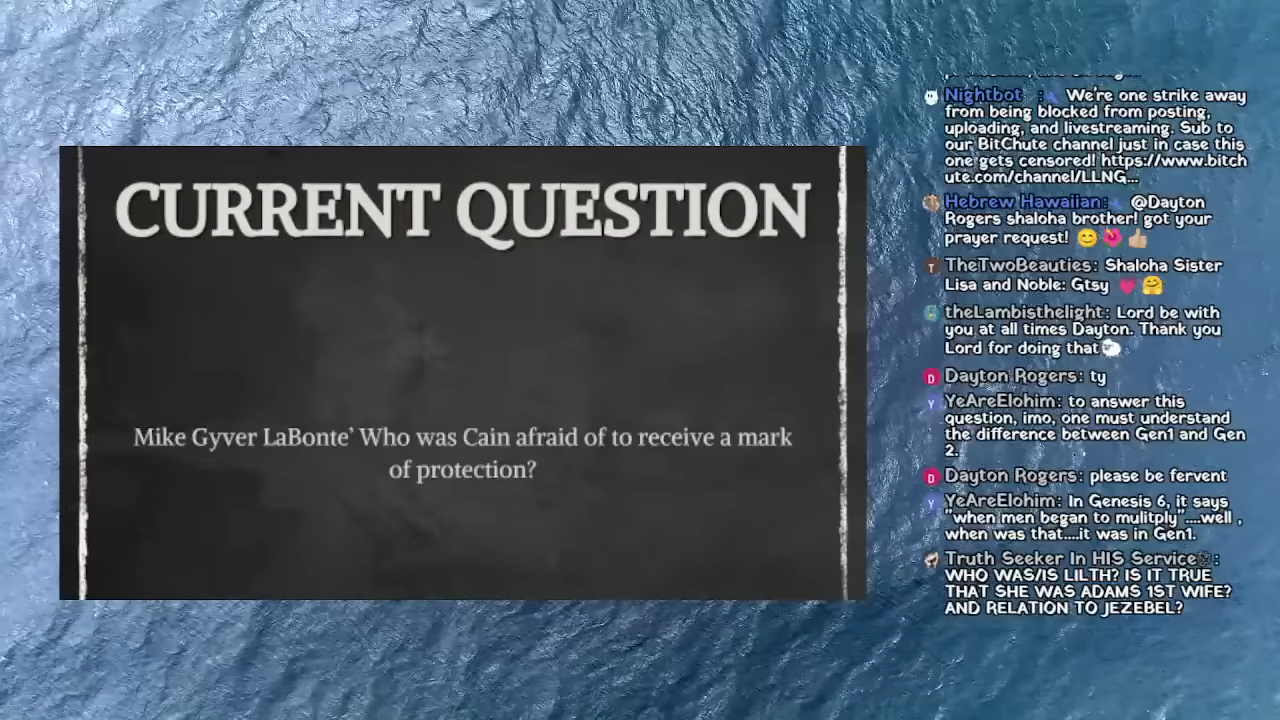 CURRENT QUESTION
Mike Gyver LaBonte’ Who was Cain afraid of to receive a mark
of protection?
Nightbot : We're one strike away
from being blocked from posting,
uploading, and livestreaming. Sub to
our BitChute channel just in case this
one gets censored! https://www.bitch
ute.com/channel/LLNG...
Hebrew Hawaiian: @Dayton
Rogers shaloha brother! got your
prayer request! 😊🌺👍🏼
T TheTwoBeauties: Shaloha Sister
Lisa and Noble: Gtsy 💗🤗
theLambisthelight: Lord be with
you at all times Dayton. Thank you
Lord for doing that🐑
D Dayton Rogers: ty
Y YeAreElohim: to answer this
question, imo, one must understand
the difference between Gen1 and Gen
2.
D Dayton Rogers: please be fervent
Y YeAreElohim: In Genesis 6, it says
"when men began to mulitply"....well ,
when was that....it was in Gen1.
Truth Seeker In HIS Service :
WHO WAS/IS LILTH? IS IT TRUE
THAT SHE WAS ADAMS 1ST WIFE?
AND RELATION TO JEZEBEL?